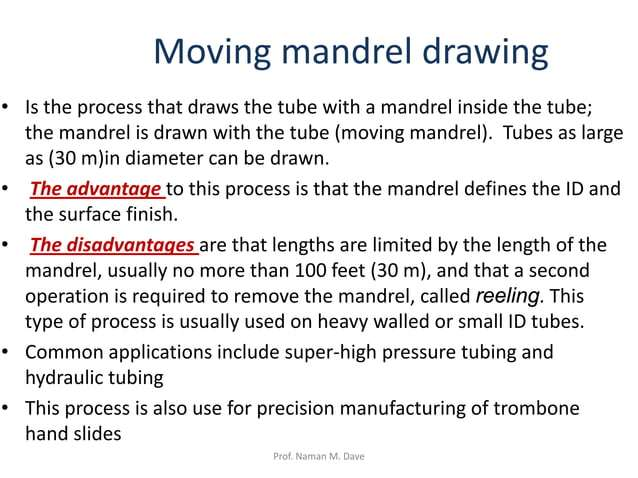 Moving mandrel drawing
• Is the process that draws the tube with a mandrel inside the tube;
the mandrel is drawn with the tube (moving mandrel).  Tubes as large
as (30 m)in diameter can be drawn.
• The advantage to this process is that the mandrel defines the ID and
the surface finish.
• The disadvantages are that lengths are limited by the length of the
mandrel, usually no more than 100 feet (30 m), and that a second
operation is required to remove the mandrel, called reeling. This
type of process is usually used on heavy walled or small ID tubes.
• Common applications include super-high pressure tubing and
hydraulic tubing
• This process is also use for precision manufacturing of trombone
hand slides
Prof. Naman M. Dave